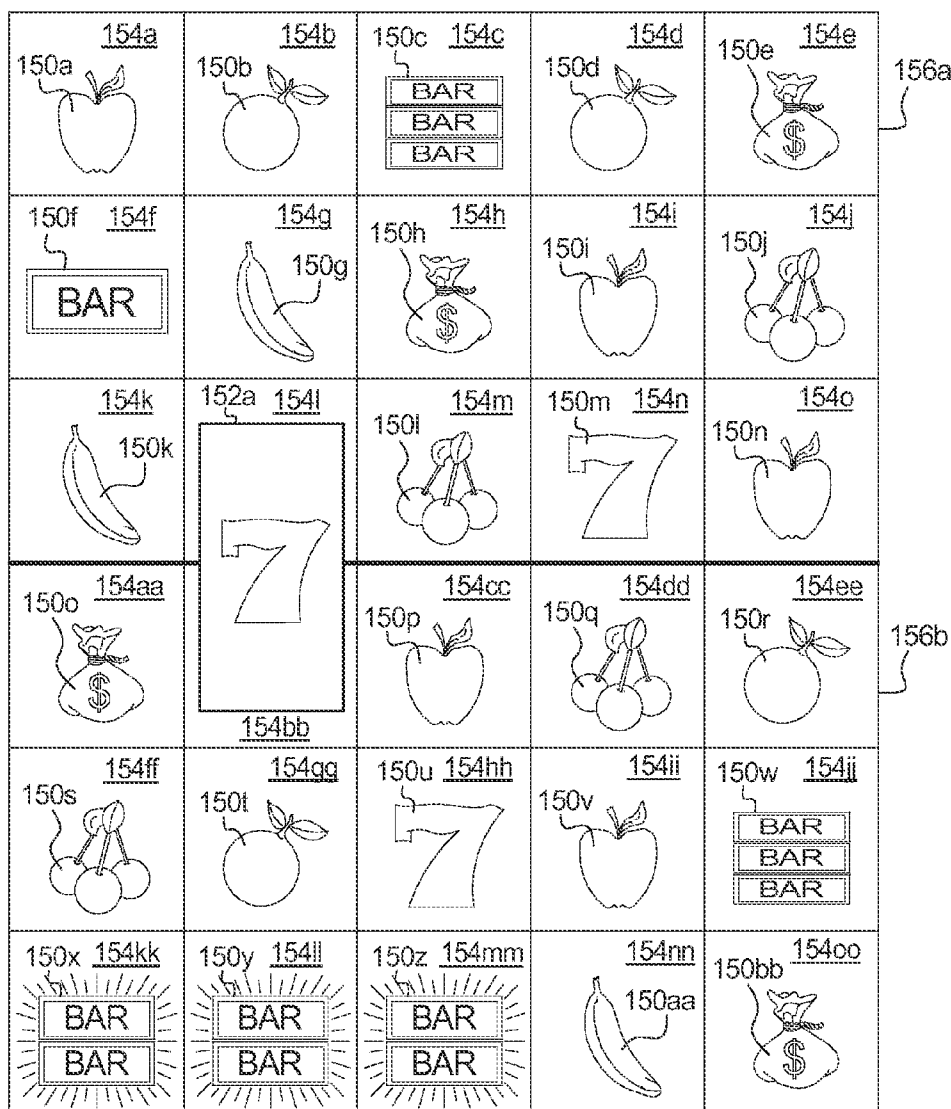 154a 154b 150c 154c 154d 154e
150a 150b BAR 150d 150e 156a
BAR
BAR
$
150f 154f 154g 154h 154i 154j
BAR 150g 150h $ 150i 150j
154k 152a 154l 154m 150m 154n 154o
150k 7 150l 7 150n
154aa 154cc 154dd 154ee
150o $ 150p 150q 150r 156b
154bb
154ff 154gg 150u 154hh 154ii 150w 154jj
150s 150t 7 150v BAR
BAR
BAR
150x 154kk 150y 154ll 150z 154mm 154nn 154oo
BAR BAR BAR 150aa 150bb
BAR BAR BAR $